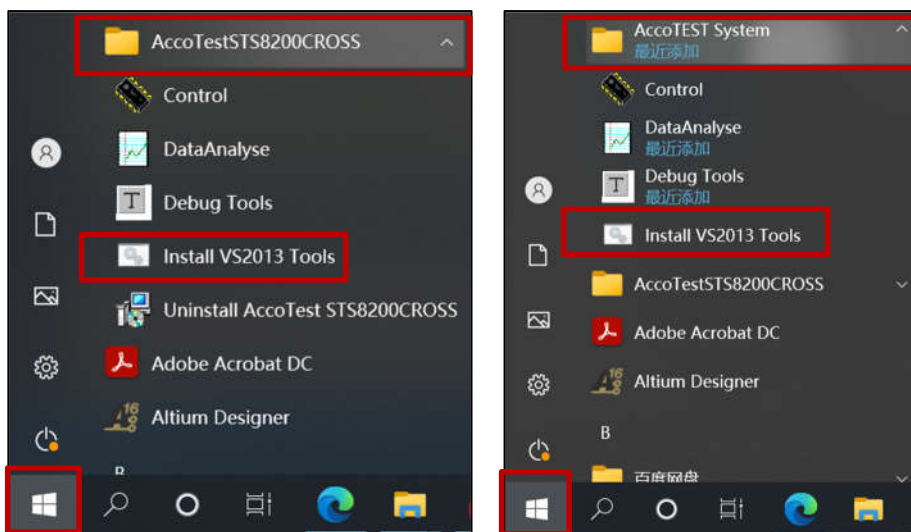 AccoTestSTS8200CROSS
Control
DataAnalyse
Debug Tools
Install VS2013 Tools
Uninstall AccoTest STS8200CROSS
Adobe Acrobat DC
Altium Designer
B
AccoTEST System
最近添加
Control
DataAnalyse
最近添加
Debug Tools
最近添加
Install VS2013 Tools
AccoTestSTS8200CROSS
Adobe Acrobat DC
Altium Designer
B
百度网盘